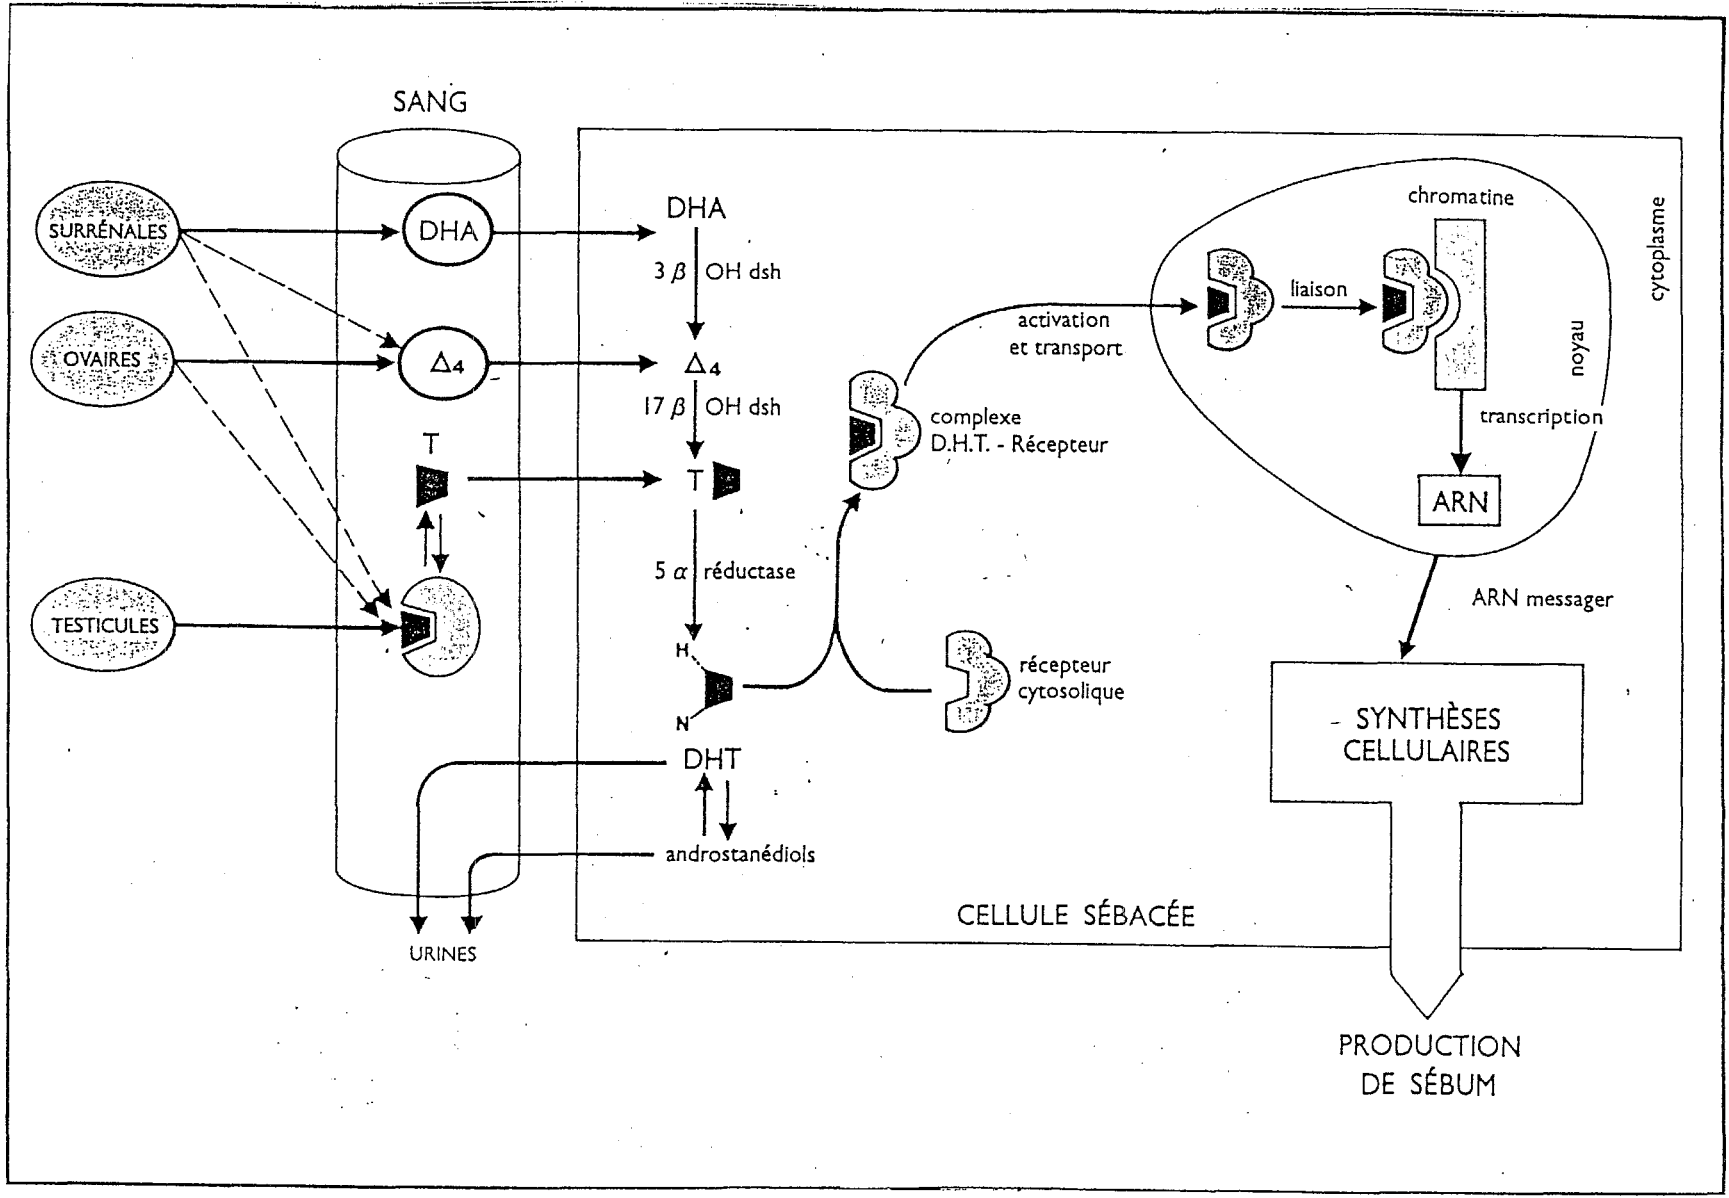 SANG
SURRÉNALES
OVAIRES
TESTICULES
DHA
Δ4
T
URINES
DHA
3 β OH dsh
Δ4
17 β OH dsh
T
5 α réductase
H
N
DHT
androstanédiols
complexe
D.H.T. - Récepteur
récepteur
cytosolique
activation
et transport
liaison
chromatine
noyau
cytoplasme
transcription
ARN
ARN messager
SYNTHÈSES
CELLULAIRES
CELLULE SÉBACÉE
PRODUCTION
DE SÉBUM